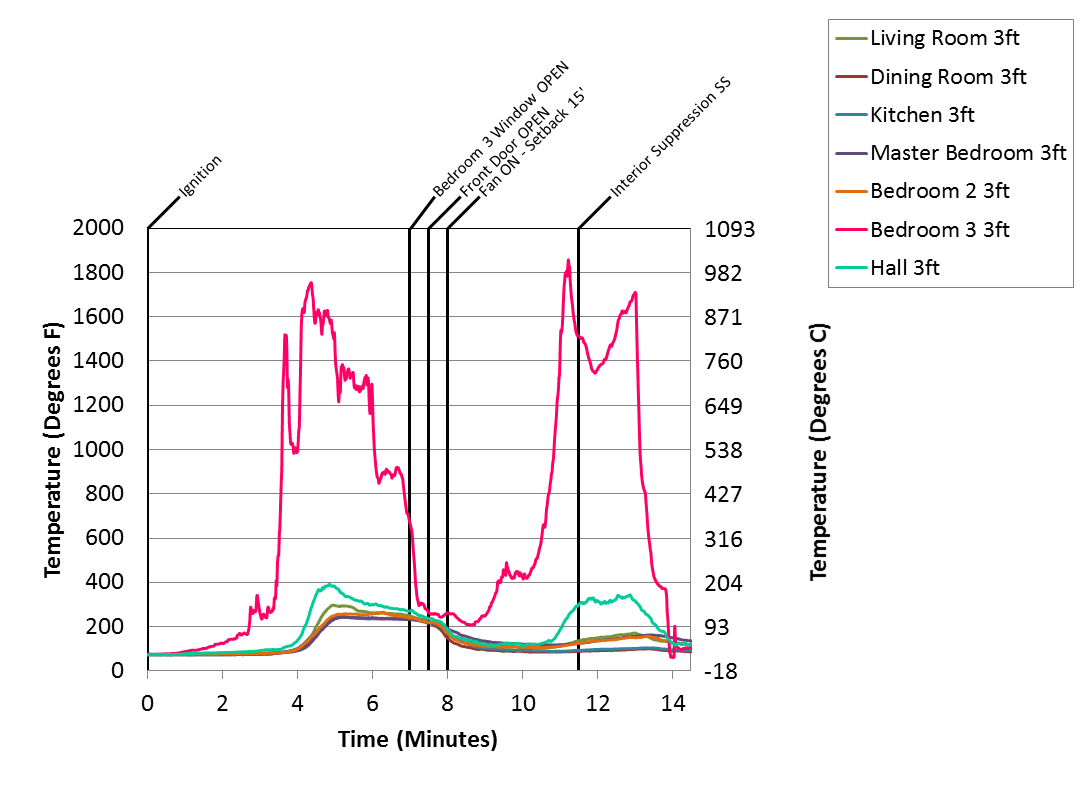 Living Room 3ft
Dining Room 3ft
Kitchen 3ft
Master Bedroom 3ft
Bedroom 2 3ft
Bedroom 3 3ft
Hall 3ft
Ignition
Bedroom 3 Window OPEN
Front Door OPEN
Fan ON - Setback 15'
Interior Suppression SS
Temperature (Degrees F)
2000
1800
1600
1400
1200
1000
800
600
400
200
0
1093
982
871
760
649
538
427
316
204
93
-18
Temperature (Degrees C)
0
2
4
6
8
10
12
14
Time (Minutes)